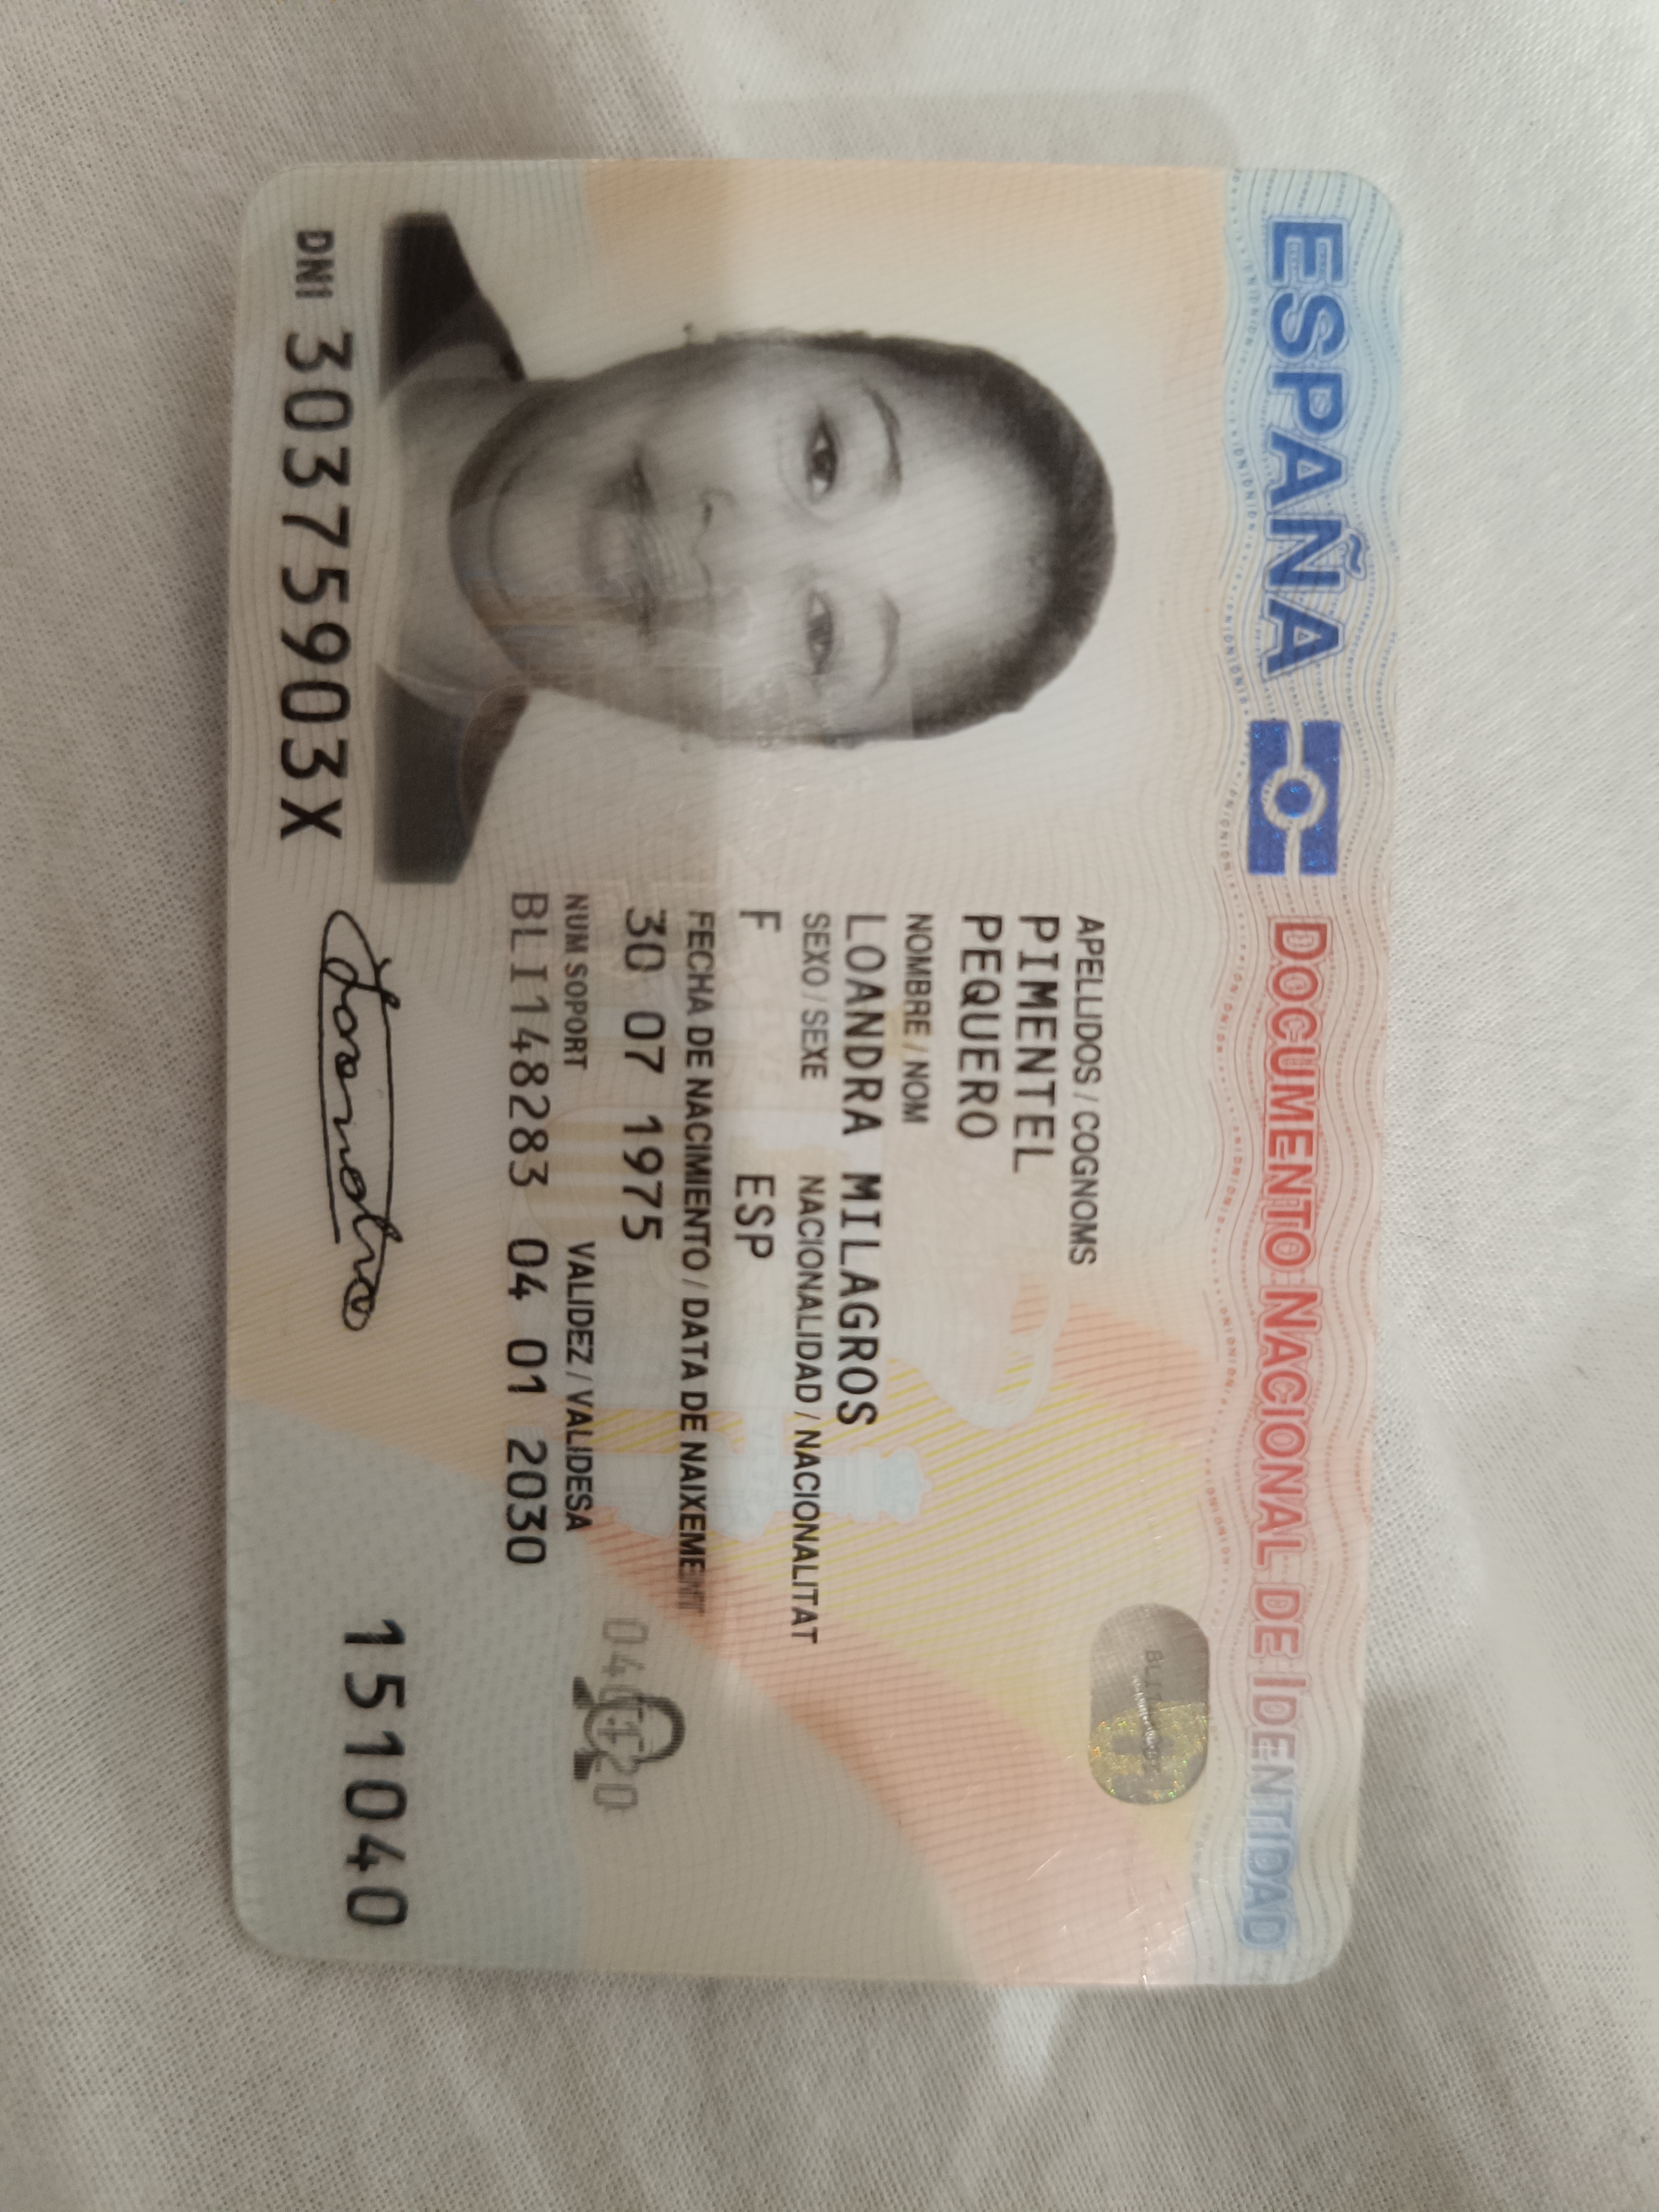 ESPAÑA DOCUMENTO NACIONAL DE IDENTIDAD
APELLIDOS / COGNOMS
PIMENTEL
PEQUERO
NOMBRE / NOM
LOANDRA MILAGROS
SEXO / SEXE NACIONALIDAD / NACIONALITAT
F ESP
FECHA DE NACIMIENTO / DATA DE NAIXEMENT
30 07 1975
NUM SOPORT VALIDEZ / VALIDESA
BLI148283 04 01 2030
DNI 30375903X
Loandra
151040